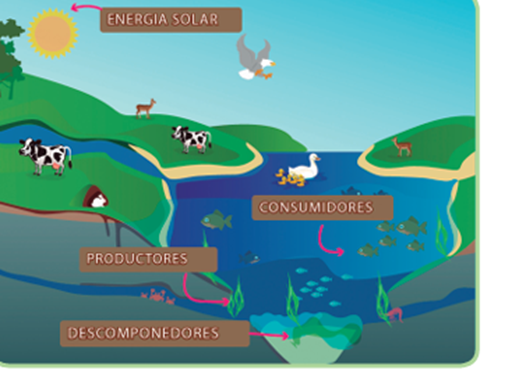 ENERGIA SOLAR
CONSUMIDORES
PRODUCTORES
DESCOMPONEDORES